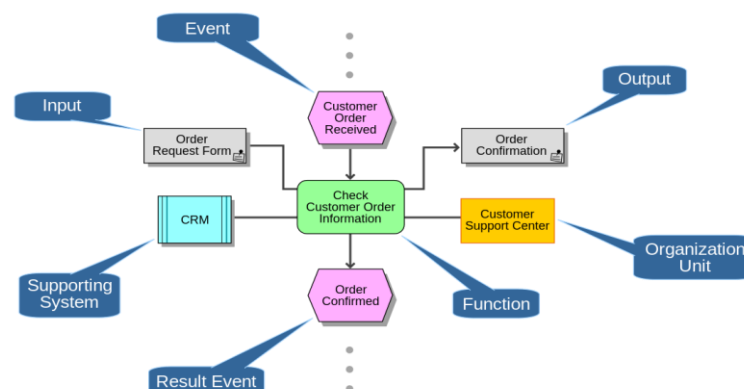 Event
Customer
Order
Received
Output
Input
Order
Request Form
Order
Confirmation
Check
Customer Order
Information
CRM
Customer
Support Center
Organization
Unit
Supporting
System
Order
Confirmed
Function
Result Event